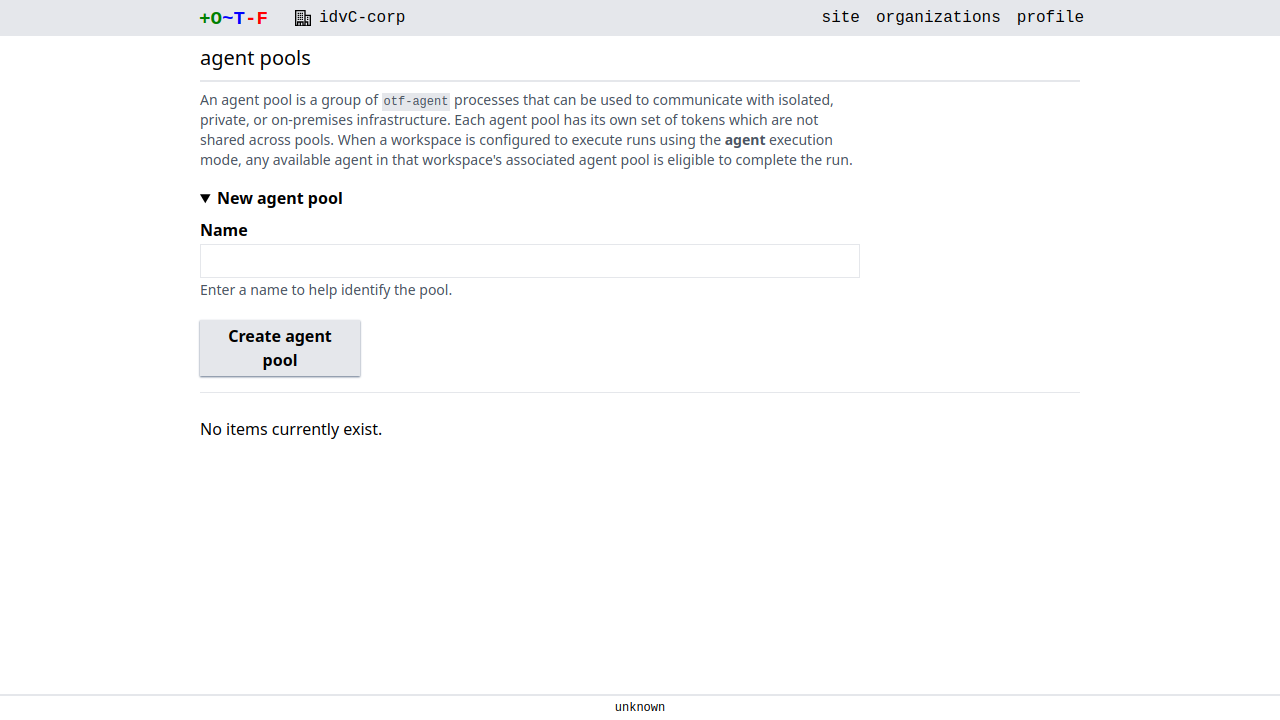 +O~T-F idvC-corp site organizations profile
agent pools
An agent pool is a group of otf-agent processes that can be used to communicate with isolated,
private, or on-premises infrastructure. Each agent pool has its own set of tokens which are not
shared across pools. When a workspace is configured to execute runs using the agent execution
mode, any available agent in that workspace's associated agent pool is eligible to complete the run.
New agent pool
Name
Enter a name to help identify the pool.
Create agent
pool
No items currently exist.
unknown